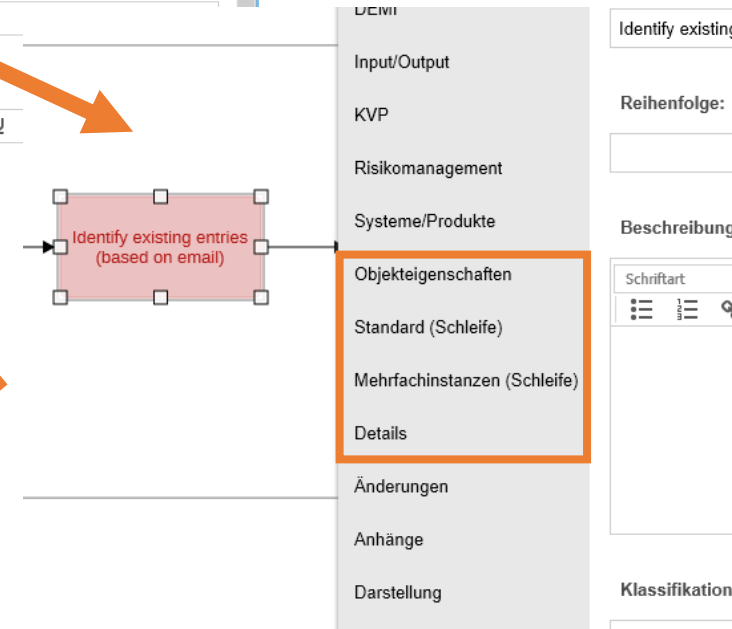 DEMI
Input/Output
KVP
Risikomanagement
Systeme/Produkte
Objekteigenschaften
Standard (Schleife)
Mehrfachinstanzen (Schleife)
Details
Änderungen
Anhänge
Darstellung
Identify existing entries
(based on email)
Identify existing
Reihenfolge:
Beschreibung
Schriftart
Klassifikation